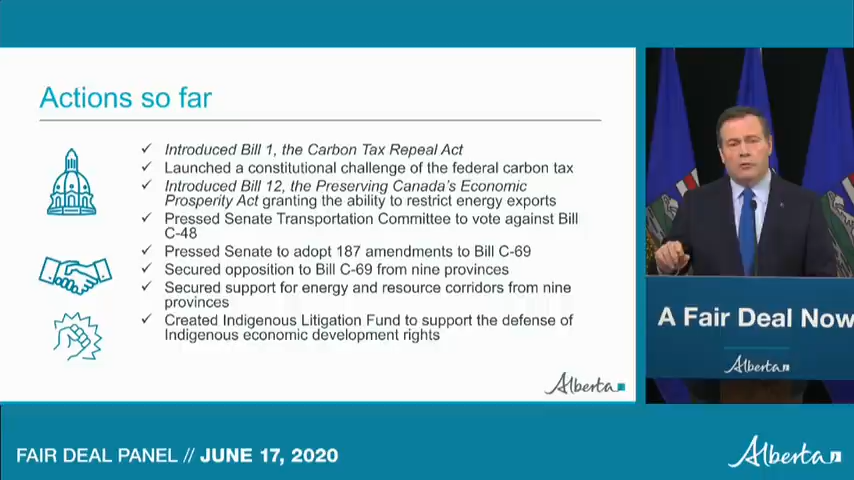 Actions so far
✓ Introduced Bill 1, the Carbon Tax Repeal Act
✓ Launched a constitutional challenge of the federal carbon tax
✓ Introduced Bill 12, the Preserving Canada's Economic
Prosperity Act granting the ability to restrict energy exports
✓ Pressed Senate Transportation Committee to vote against Bill
C-48
✓ Pressed Senate to adopt 187 amendments to Bill C-69
✓ Secured opposition to Bill C-69 from nine provinces
✓ Secured support for energy and resource corridors from nine
provinces
✓ Created Indigenous Litigation Fund to support the defense of
Indigenous economic development rights
Alberta
A Fair Deal Now
Alberta
FAIR DEAL PANEL // JUNE 17, 2020
Alberta